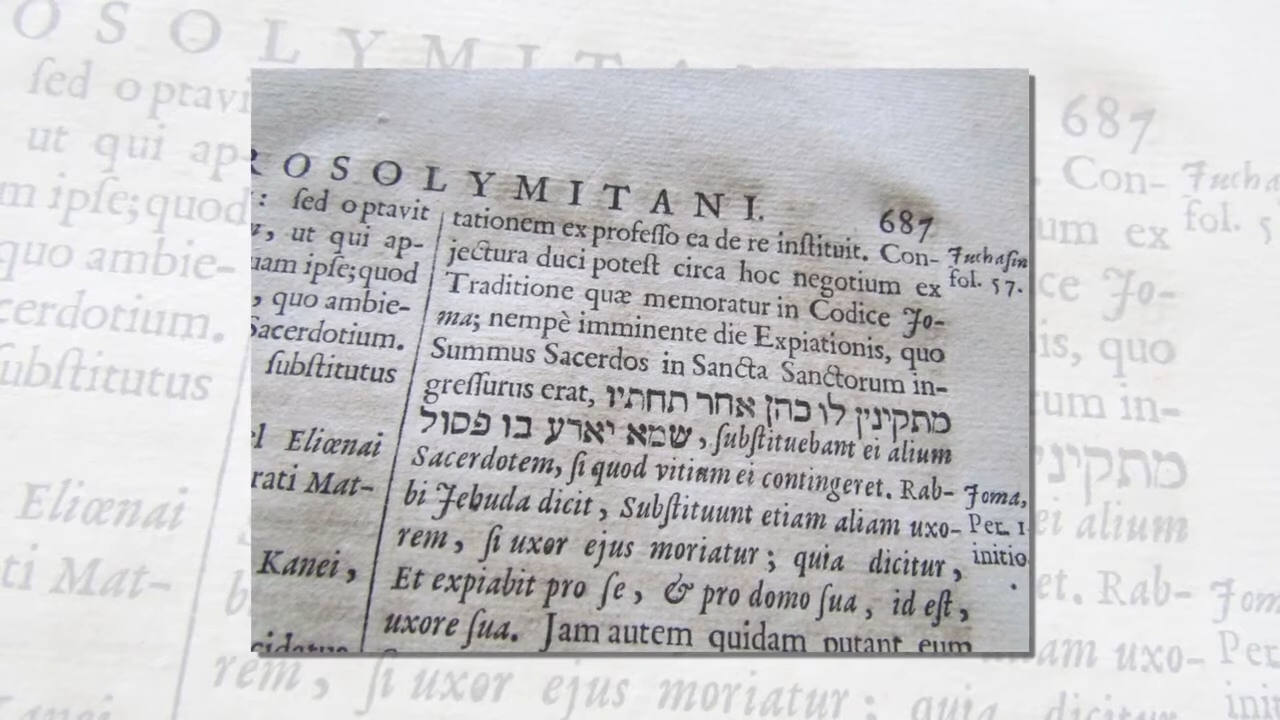 ROSOLYMITANI. 687
: ſed optavit
, ut qui ap-
uam ipſe; quod
, quo ambie-
Sacerdotium.
ſubſtitutus
el Eliœnai
rati Mat-
Kanei,
tationem ex profeſſo ea de re inſtituit. Con-
jectura duci poteſt circa hoc negotium ex
Traditione quæ memoratur in Codice Jo-
ma; nempè imminente die Expiationis, quo
Summus Sacerdos in Sancta Sanctorum in-
greſſurus erat, מתקינין לו כהן אחר תחתיו
שמא יארע בו פסול, ſubſtituebant ei alium
Sacerdotem, ſi quod vitium ei contingeret. Rab-
bi Jehuda dicit, Subſtituunt etiam aliam uxo-
rem, ſi uxor ejus moriatur; quia dicitur,
Et expiabit pro ſe, & pro domo ſua, id eſt,
uxore ſua. Jam autem quidam putant eum
Juchaſin
fol. 57.
Joma,
Per. 1.
initio